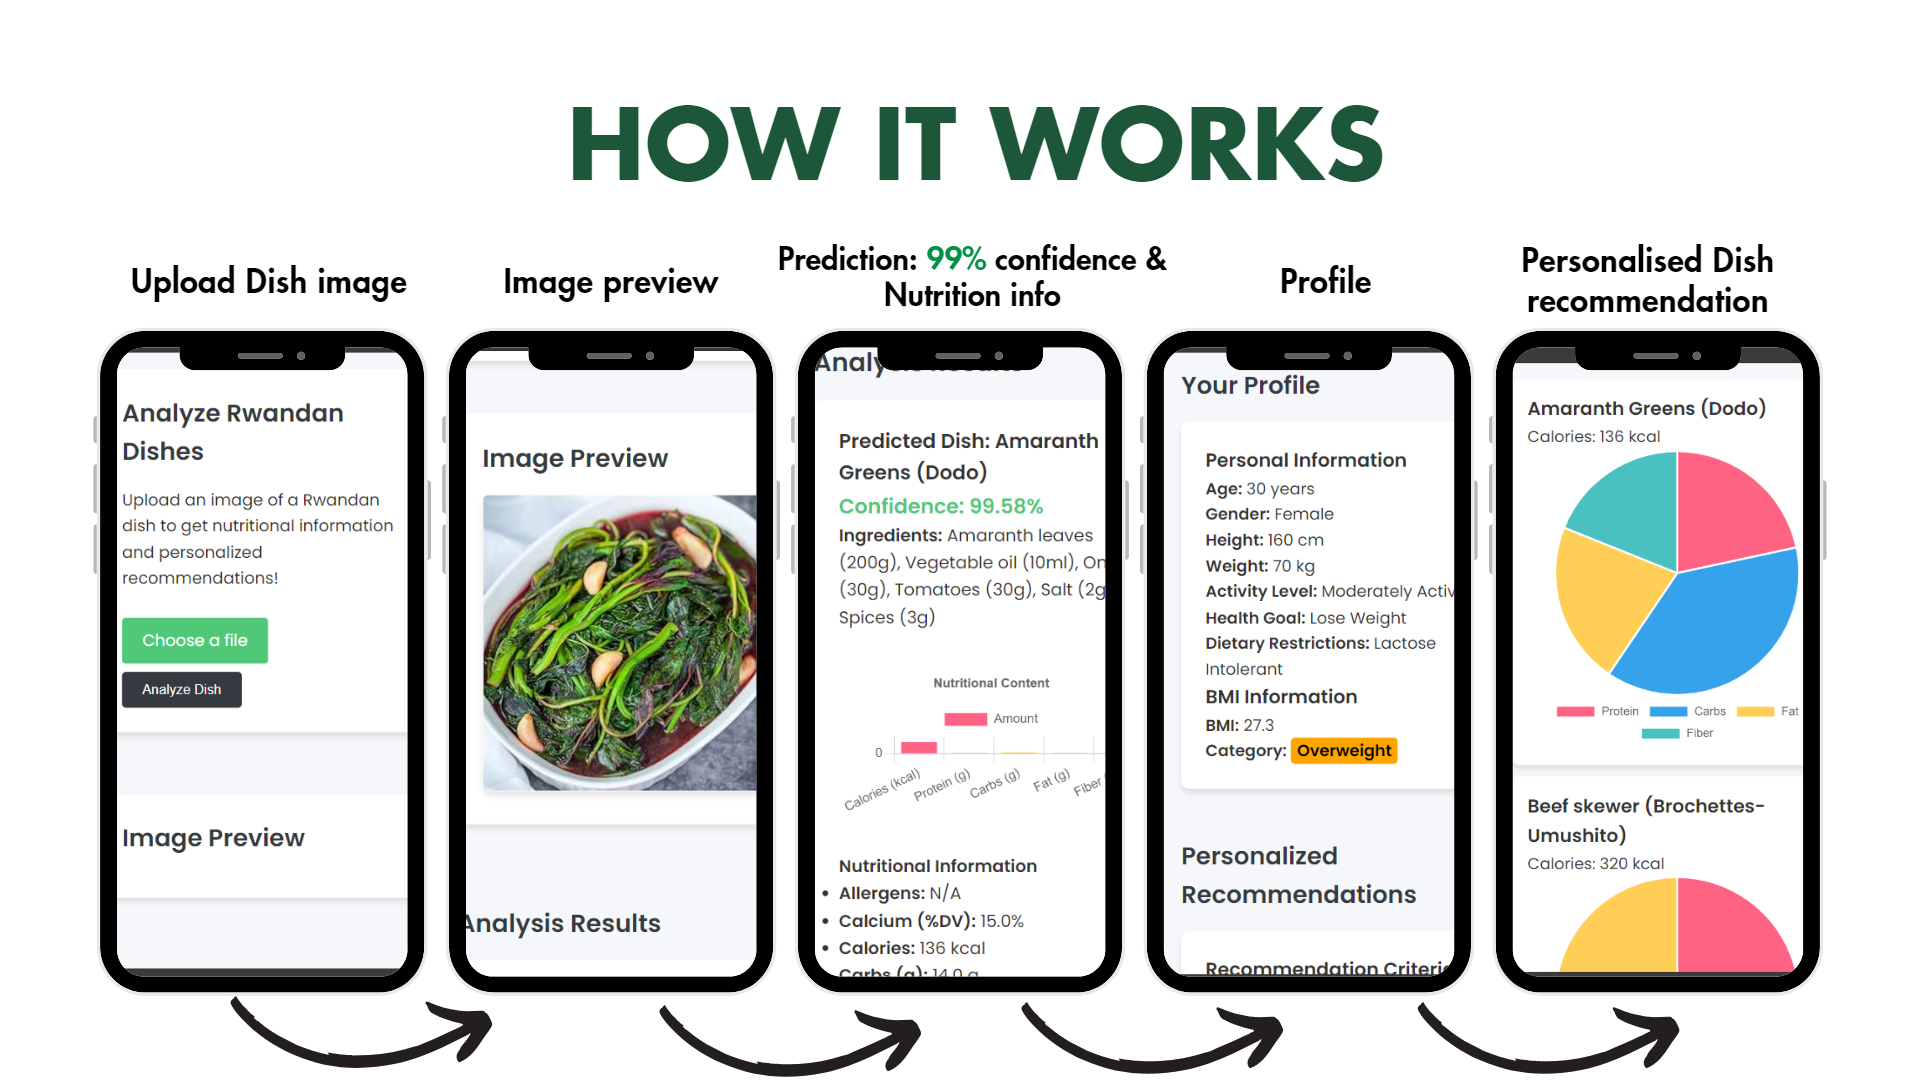 HOW IT WORKS
Upload Dish image
Image preview
Prediction: 99% confidence &
Nutrition info
Profile
Personalised Dish
recommendation
Analyze Rwandan
Dishes
Upload an image of a Rwandan
dish to get nutritional information
and personalized
recommendations!
Choose a file
Analyze Dish
Image Preview
Image Preview
Analysis Results
Predicted Dish: Amaranth
Greens (Dodo)
Confidence: 99.58%
Ingredients: Amaranth leaves
(200g), Vegetable oil (10ml), On
(30g), Tomatoes (30g), Salt (2g
Spices (3g)
Nutritional Content
Amount
0
Calories (kcal)
Protein (g)
Carbs (g)
Fat (g)
Fiber
Nutritional Information
• Allergens: N/A
• Calcium (%DV): 15.0%
• Calories: 136 kcal
Carbs (g): 14.0 g
Your Profile
Personal Information
Age: 30 years
Gender: Female
Height: 160 cm
Weight: 70 kg
Activity Level: Moderately Activ
Health Goal: Lose Weight
Dietary Restrictions: Lactose
Intolerant
BMI Information
BMI: 27.3
Category: Overweight
Personalized
Recommendations
Recommendation Criteri
Amaranth Greens (Dodo)
Calories: 136 kcal
Protein
Carbs
Fat
Fiber
Beef skewer (Brochettes-
Umushito)
Calories: 320 kcal